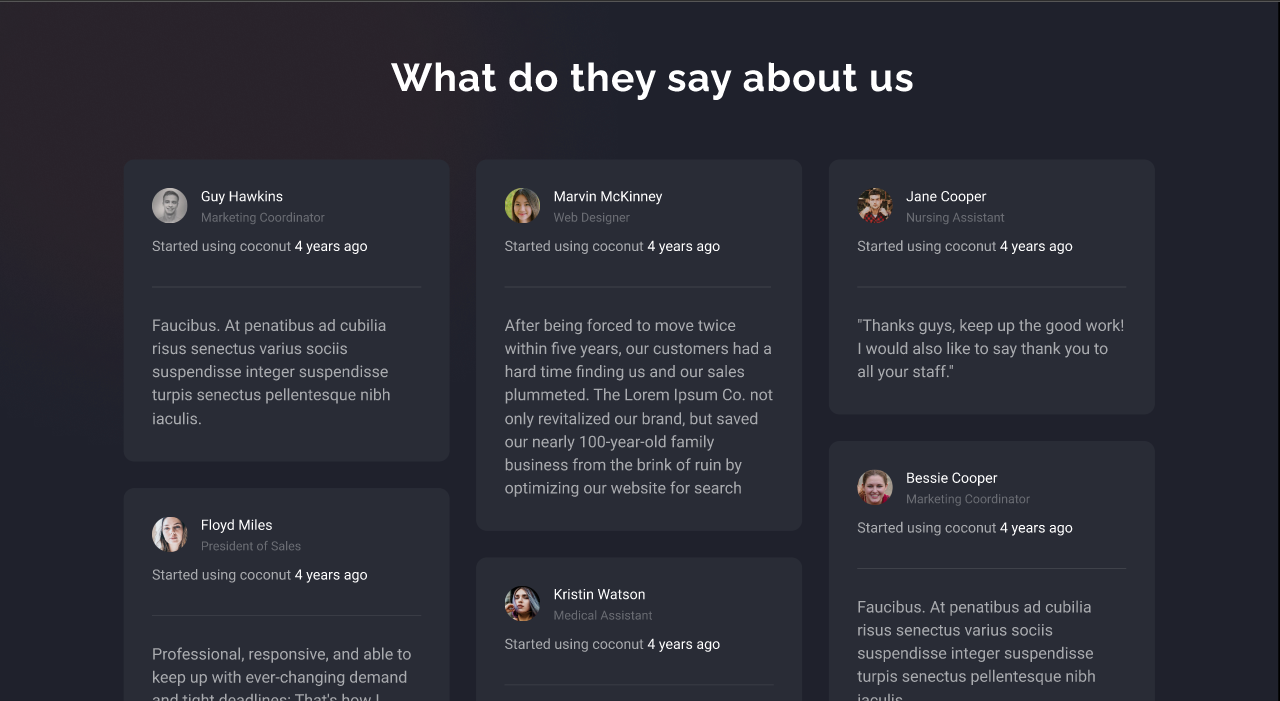 What do they say about us
Guy Hawkins
Marketing Coordinator
Started using coconut 4 years ago
Faucibus. At penatibus ad cubilia
risus senectus varius sociis
suspendisse integer suspendisse
turpis senectus pellentesque nibh
iaculis.
Floyd Miles
President of Sales
Started using coconut 4 years ago
Professional, responsive, and able to
keep up with ever-changing demand
and tight deadlines: That's how I
Marvin McKinney
Web Designer
Started using coconut 4 years ago
After being forced to move twice
within five years, our customers had a
hard time finding us and our sales
plummeted. The Lorem Ipsum Co. not
only revitalized our brand, but saved
our nearly 100-year-old family
business from the brink of ruin by
optimizing our website for search
Kristin Watson
Medical Assistant
Started using coconut 4 years ago
Jane Cooper
Nursing Assistant
Started using coconut 4 years ago
"Thanks guys, keep up the good work!
I would also like to say thank you to
all your staff."
Bessie Cooper
Marketing Coordinator
Started using coconut 4 years ago
Faucibus. At penatibus ad cubilia
risus senectus varius sociis
suspendisse integer suspendisse
turpis senectus pellentesque nibh
iaculis.